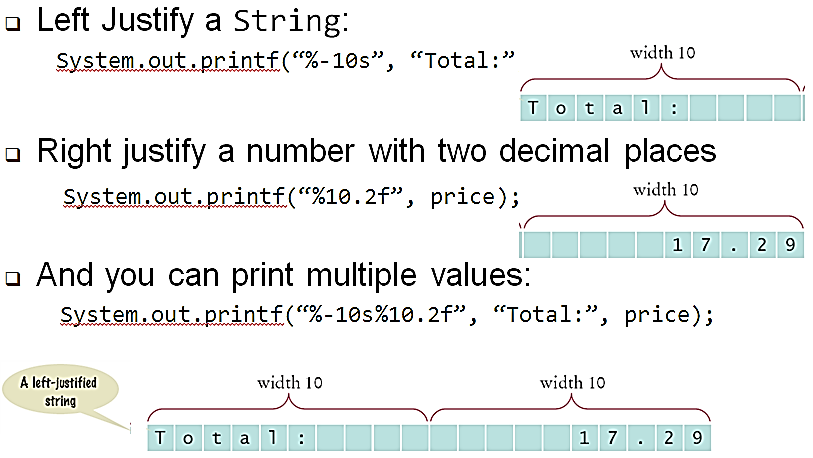 ❑ Left Justify a String:
System.out.printf(“%-10s”, “Total:”
width 10
T o t a l :
❑ Right justify a number with two decimal places
System.out.printf(“%10.2f”, price);
width 10
1 7 . 2 9
❑ And you can print multiple values:
System.out.printf(“%-10s%10.2f”, “Total:”, price);
A left-justified
string
width 10 width 10
T o t a l : 1 7 . 2 9